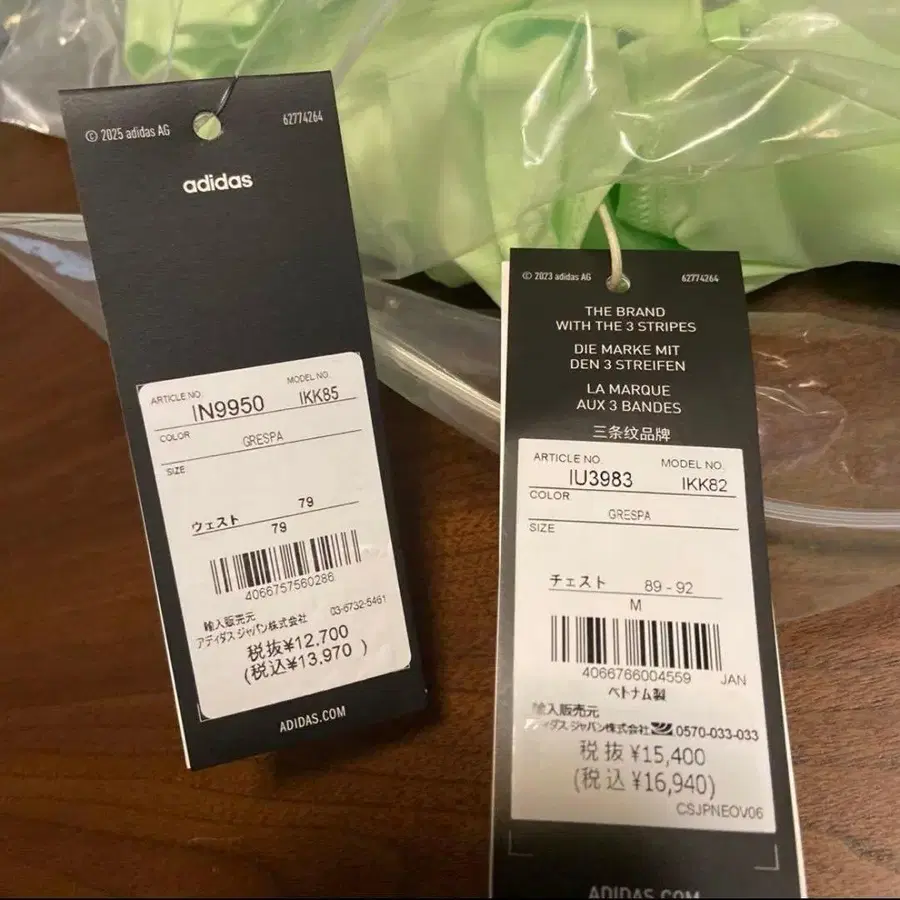 © 2025 adidas AG
62774264
adidas
ARTICLE NO.
MODEL NO.
IN9950
IKK85
COLOR
GRESPA
SIZE
ウェスト
79
79
4066757560286
輸入販売元
03-6732-5461
アディダス ジャパン株式会社
税抜¥12,700
(税込¥13,970 )
ADIDAS.COM
© 2023 adidas AG
62774264
THE BRAND
WITH THE 3 STRIPES
DIE MARKE MIT
DEN 3 STREIFEN
LA MARQUE
AUX 3 BANDES
三条纹品牌
ARTICLE NO.
MODEL NO.
IU3983
IKK82
COLOR
GRESPA
SIZE
チェスト
89 - 92
M
4066766004559
JAN
ベトナム製
輸入販売元
アディダス ジャパン株式会社 0570-033-033
税抜 ¥15,400
(税込 ¥16,940)
CSJPNEOV06
ADIDAS.COM